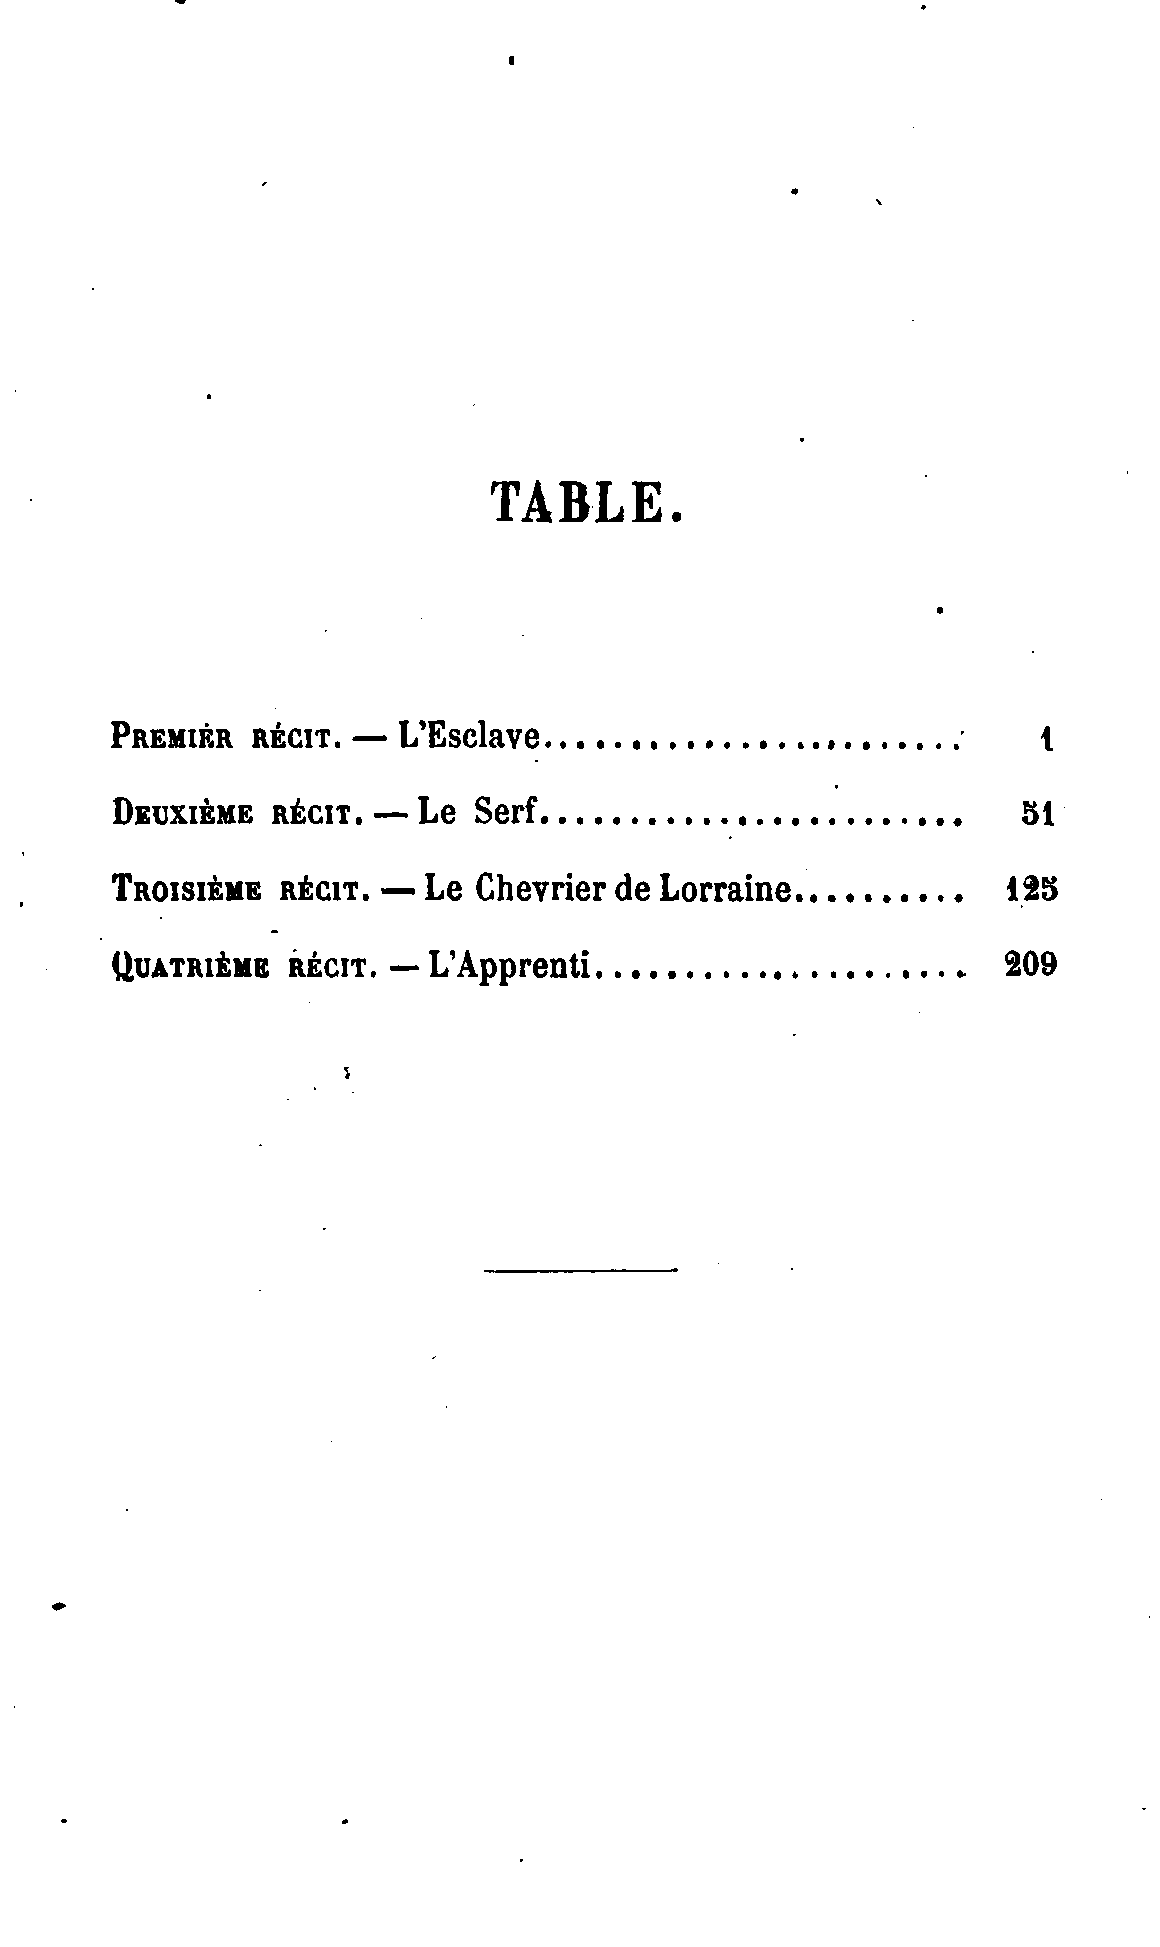 TABLE.
PREMIER RÉCIT. — L'Esclave........................ 1
DEUXIÈME RÉCIT. — Le Serf........................ 51
TROISIÈME RÉCIT. — Le Chevrier de Lorraine.......... 125
QUATRIÈME RÉCIT. — L'Apprenti..................... 209